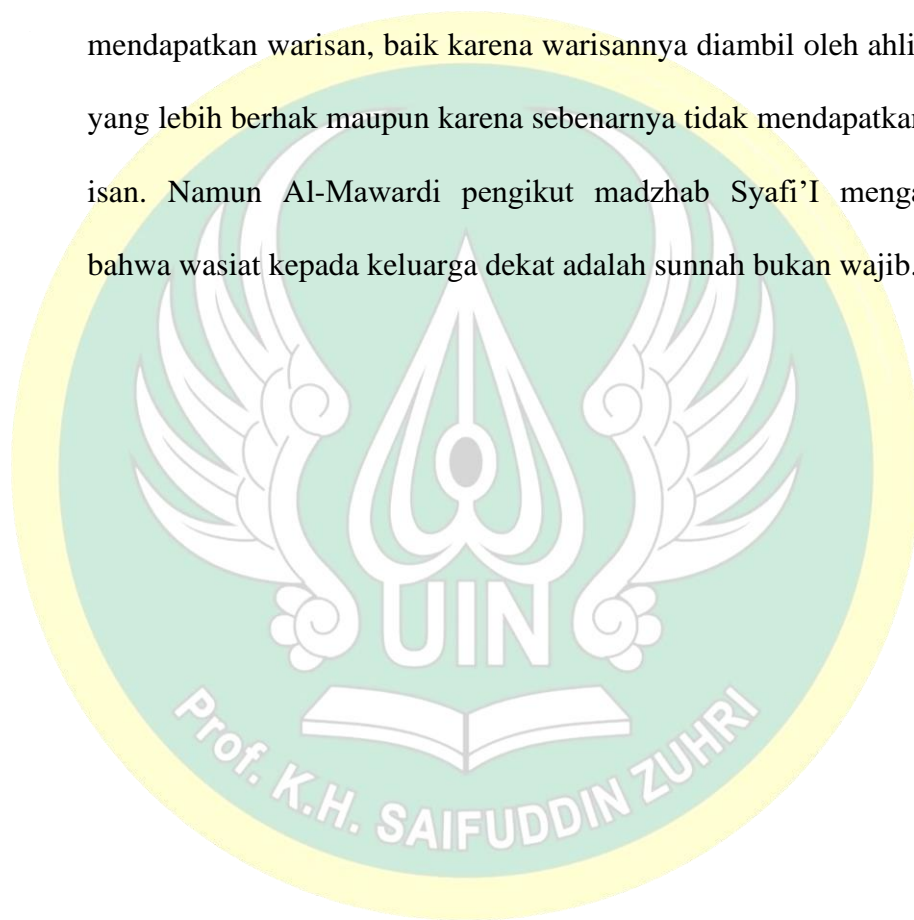 mendapatkan warisan, baik karena warisannya diambil oleh ahli
yang lebih berhak maupun karena sebenarnya tidak mendapatkan
isan. Namun Al-Mawardi pengikut madzhab Syafi’I menga
bahwa wasiat kepada keluarga dekat adalah sunnah bukan wajib.
UIN
Prof. K.H. SAIFUDDIN ZUHRI